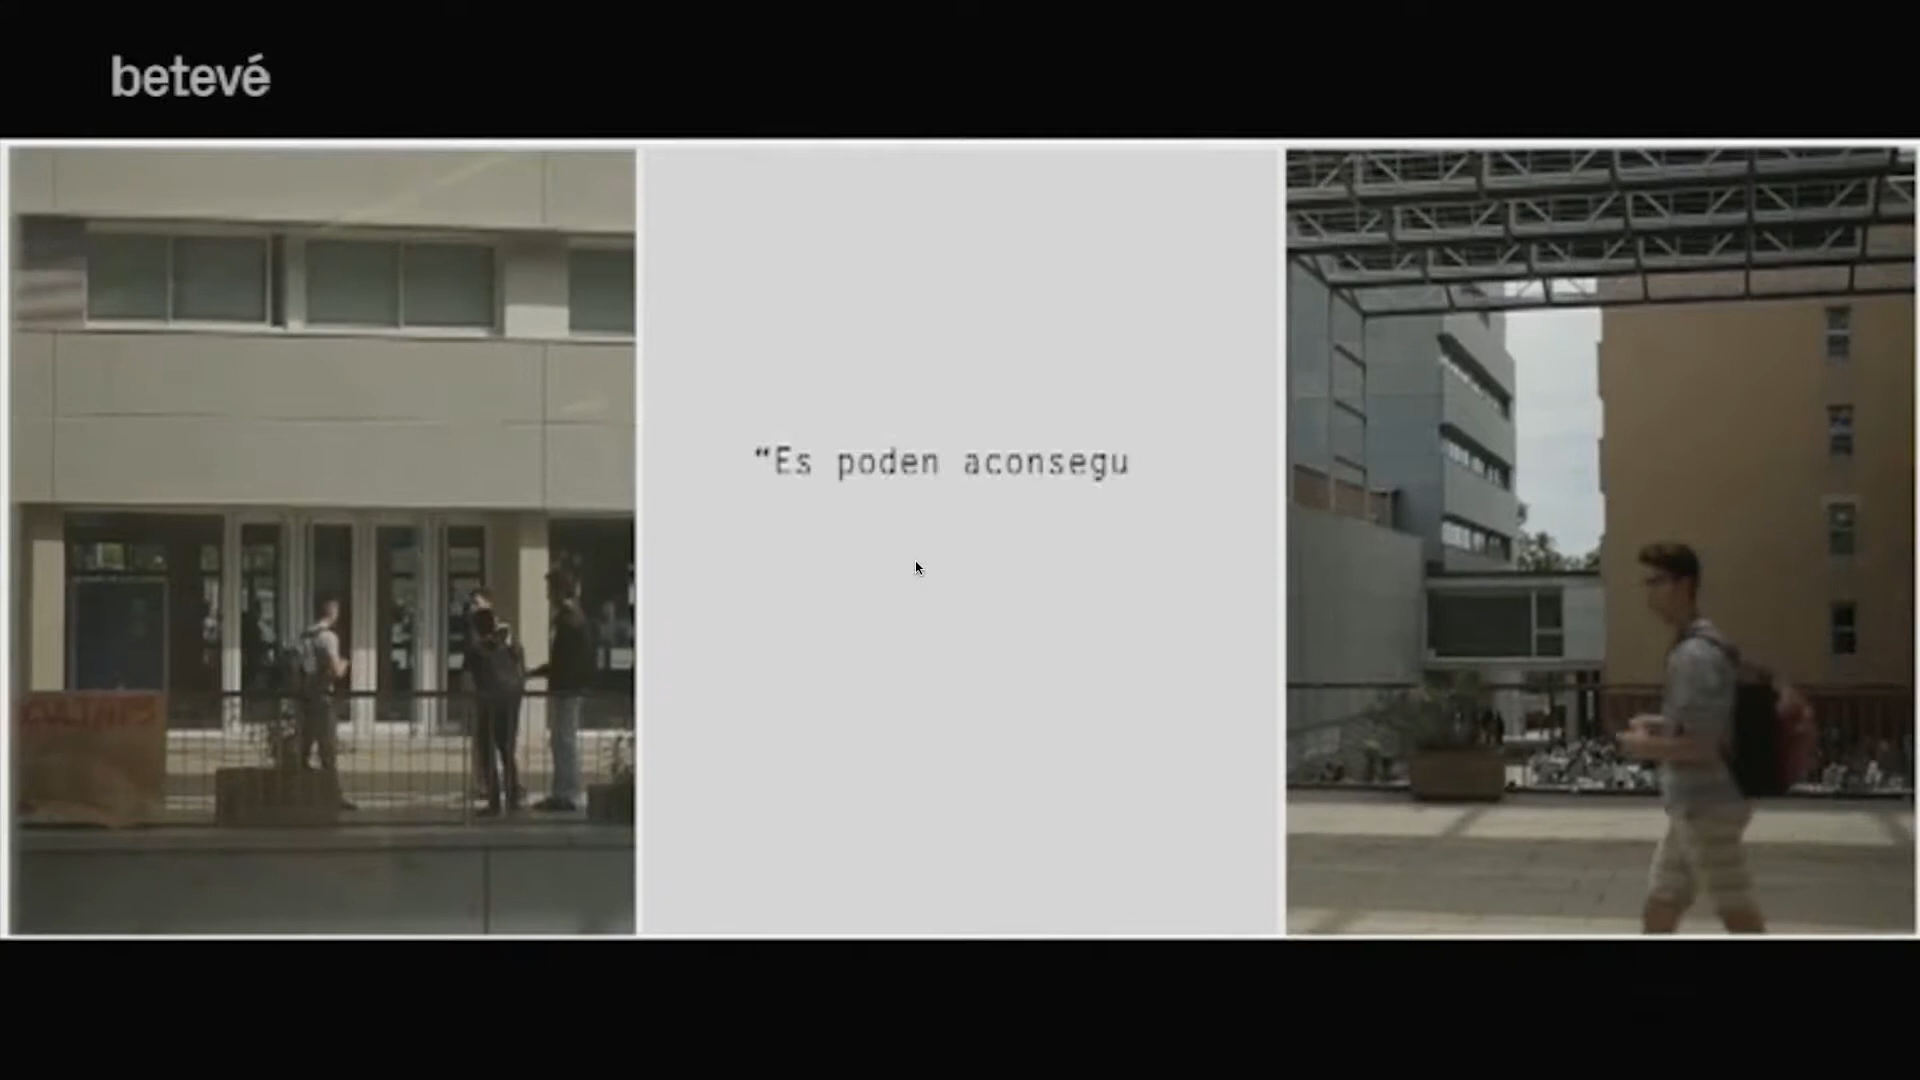 betevé
“Es poden aconsegu